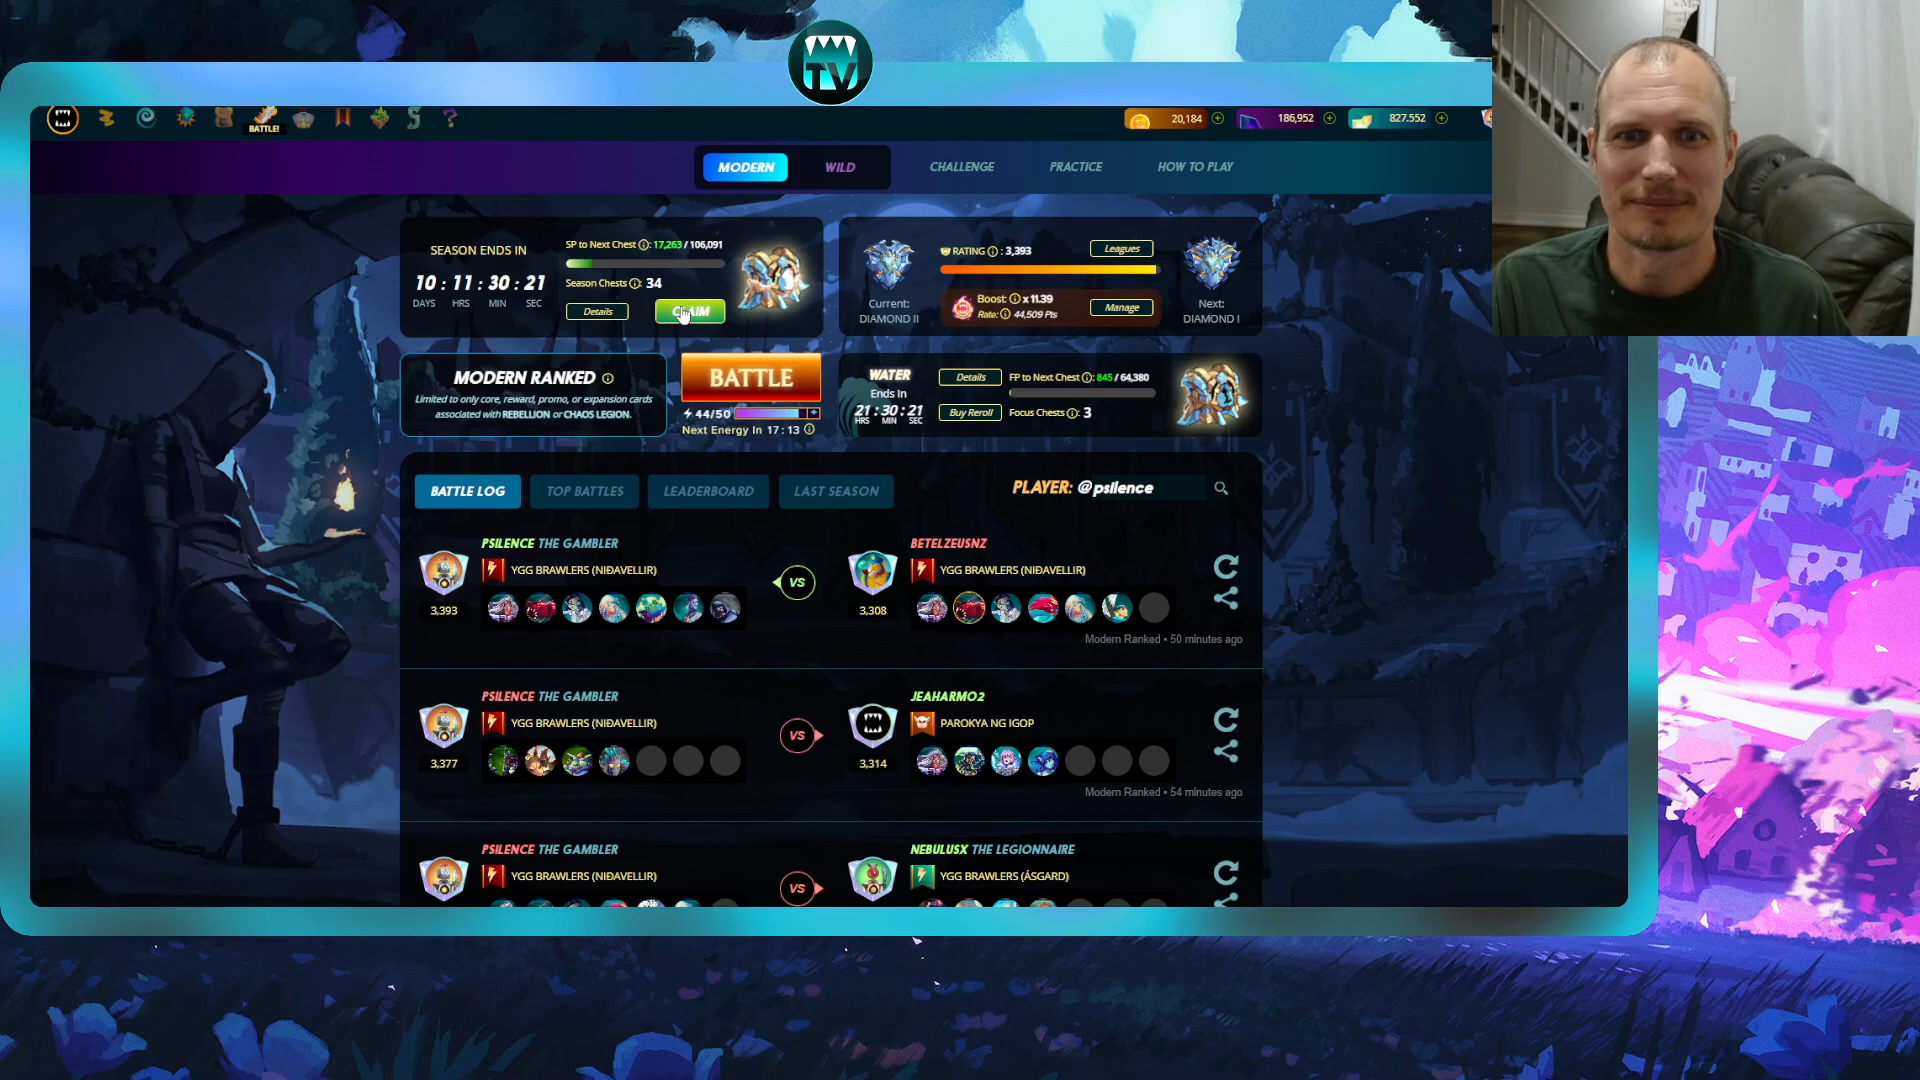 TV
BATTLE!
20,184
186,952
827.552
MODERN
WILD
CHALLENGE
PRACTICE
HOW TO PLAY
SEASON ENDS IN
10 : 11 : 30 : 21
DAYS HRS MIN SEC
SP to Next Chest : 17,263 / 106,091
Season Chests : 34
Details
RATING : 3,393
Leagues
Boost: x 11.39
Rate: 44,509 Pts
Manage
Current:
DIAMOND II
Next:
DIAMOND I
MODERN RANKED
Limited to only core, reward, promo, or expansion cards
associated with REBELLION or CHAOS LEGION.
BATTLE
44/50
Next Energy In 17 : 13
WATER
Ends In
21 : 30 : 21
HRS MIN SEC
Details
Buy Reroll
FP to Next Chest : 845 / 64,380
Focus Chests : 3
BATTLE LOG
TOP BATTLES
LEADERBOARD
LAST SEASON
PLAYER: @psilence
PSILENCE THE GAMBLER
YGG BRAWLERS (NIÐAVELLIR)
3,393
VS
BETELZEUSNZ
YGG BRAWLERS (NIÐAVELLIR)
3,308
Modern Ranked • 50 minutes ago
PSILENCE THE GAMBLER
YGG BRAWLERS (NIÐAVELLIR)
3,377
VS
JEAHARMO2
PAROKYA NG IGOP
3,314
Modern Ranked • 54 minutes ago
PSILENCE THE GAMBLER
YGG BRAWLERS (NIÐAVELLIR)
VS
NEBULUSX THE LEGIONNAIRE
YGG BRAWLERS (ÁSGARD)